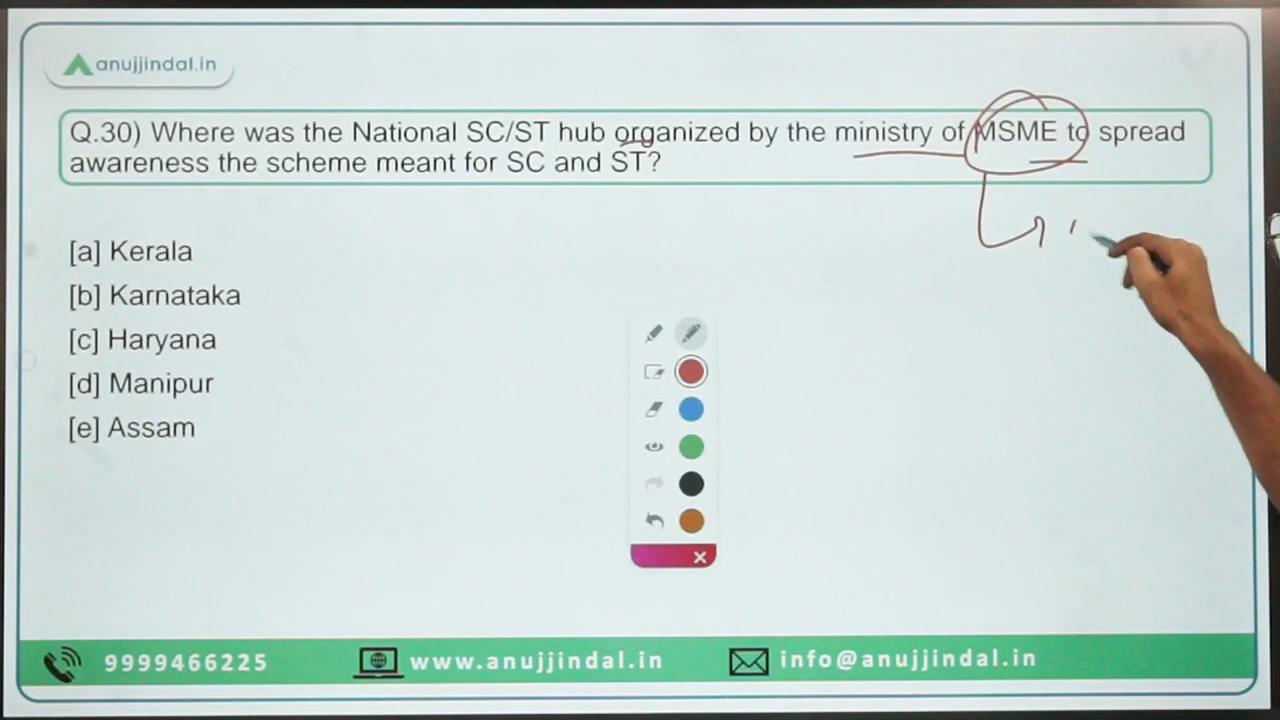 anujjindal.in
Q.30) Where was the National SC/ST hub organized by the ministry of MSME to spread
awareness the scheme meant for SC and ST?
[a] Kerala
[b] Karnataka
[c] Haryana
[d] Manipur
[e] Assam
9999466225
www.anujjindal.in
info@anujjindal.in